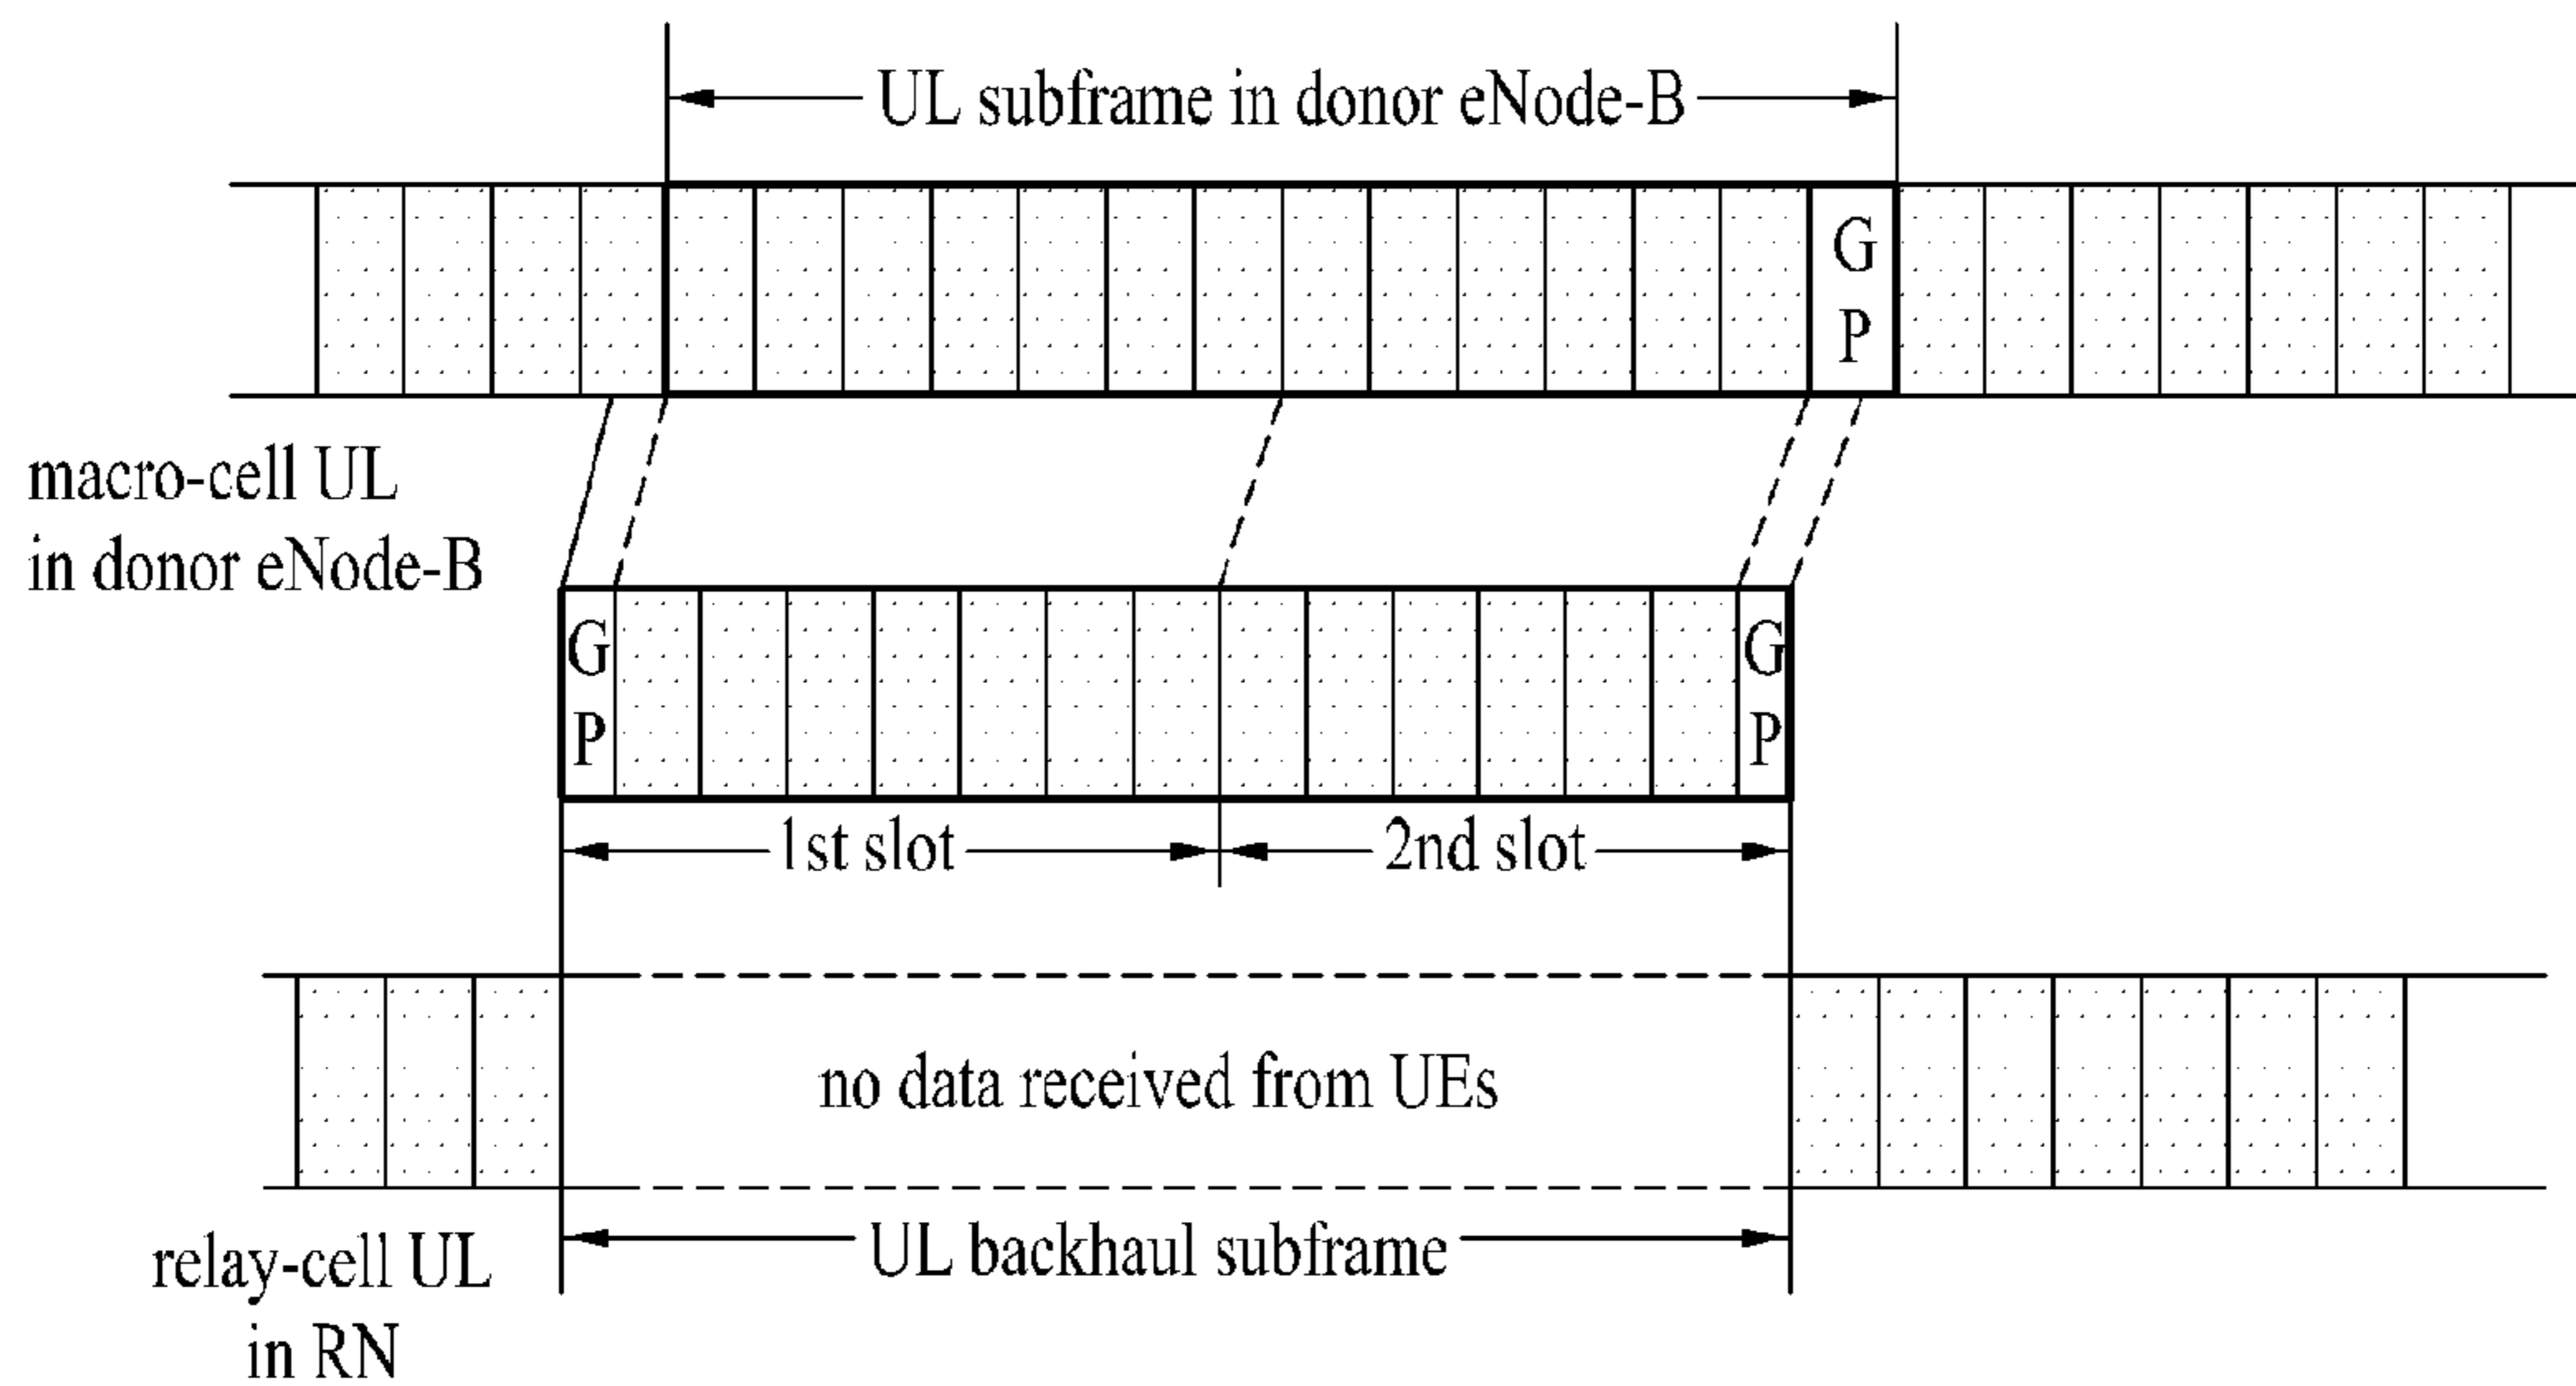 UL subframe in donor eNode-B
G
P
macro-cell UL
in donor eNode-B
G
P
G
P
1st slot
2nd slot
no data received from UEs
UL backhaul subframe
relay-cell UL
in RN